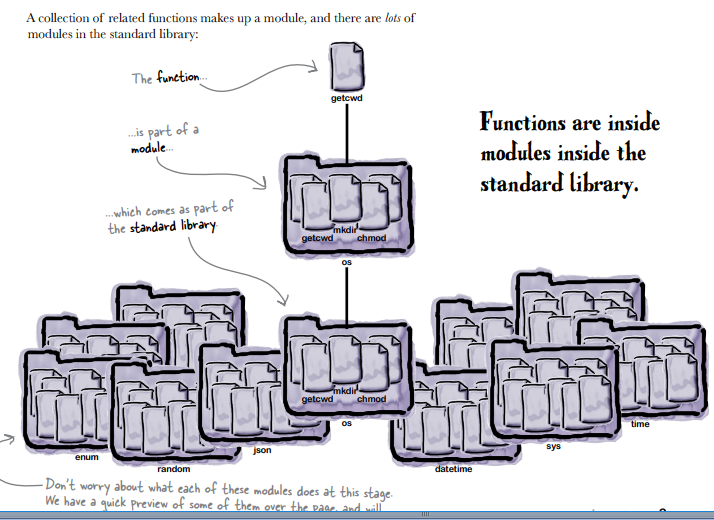 A collection of related functions makes up a module, and there are lots of
modules in the standard library:
The function...
getcwd
Functions are inside
modules inside the
standard library.
...is part of a
module...
getcwd
mkdir
chmod
os
...which comes as part of
the standard library.
getcwd
mkdir
chmod
os
enum
random
json
datetime
sys
time
Don't worry about what each of these modules does at this stage.
We have a quick preview of some of them over the page, and will